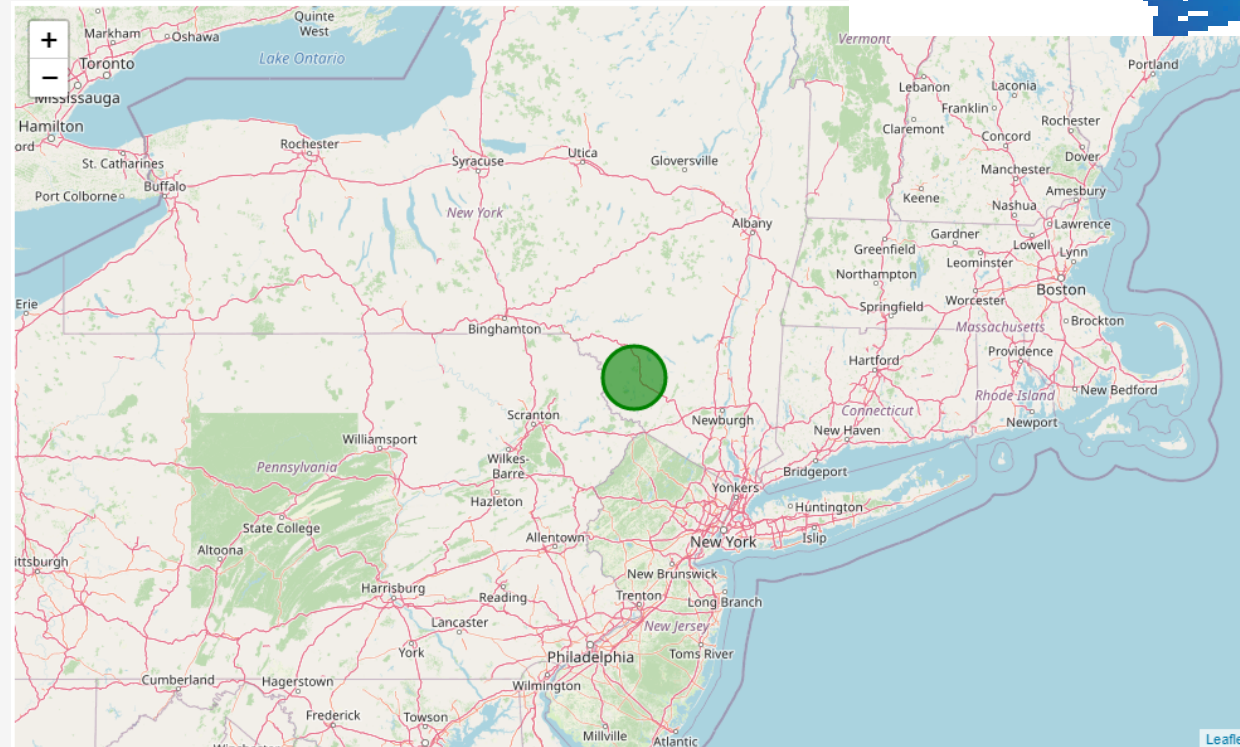 +
−
Markham
Oshawa
Quinte
West
Toronto
Lake Ontario
Mississauga
Hamilton
ord
St. Catharines
Port Colborne
Buffalo
Rochester
Syracuse
Utica
Gloversville
New York
Albany
Vermont
Lebanon
Laconia
Franklin
Portland
Claremont
Concord
Rochester
Dover
Manchester
Amesbury
Keene
Nashua
Lawrence
Gardner
Lowell
Greenfield
Leominster
Lynn
Northampton
Boston
Springfield
Worcester
Massachusetts
Brockton
Erie
Binghamton
Hartford
Providence
New Bedford
Rhode Island
Connecticut
Newport
Scranton
Newburgh
New Haven
Williamsport
Wilkes-
Barre
Pennsylvania
Bridgeport
Yonkers
Hazleton
Huntington
State College
Allentown
New York
Islip
Altoona
ittsburgh
New Brunswick
Harrisburg
Reading
Trenton
Long Branch
Lancaster
New Jersey
York
Philadelphia
Toms River
Cumberland
Hagerstown
Wilmington
Frederick
Towson
Millville
Atlantic
Leafle